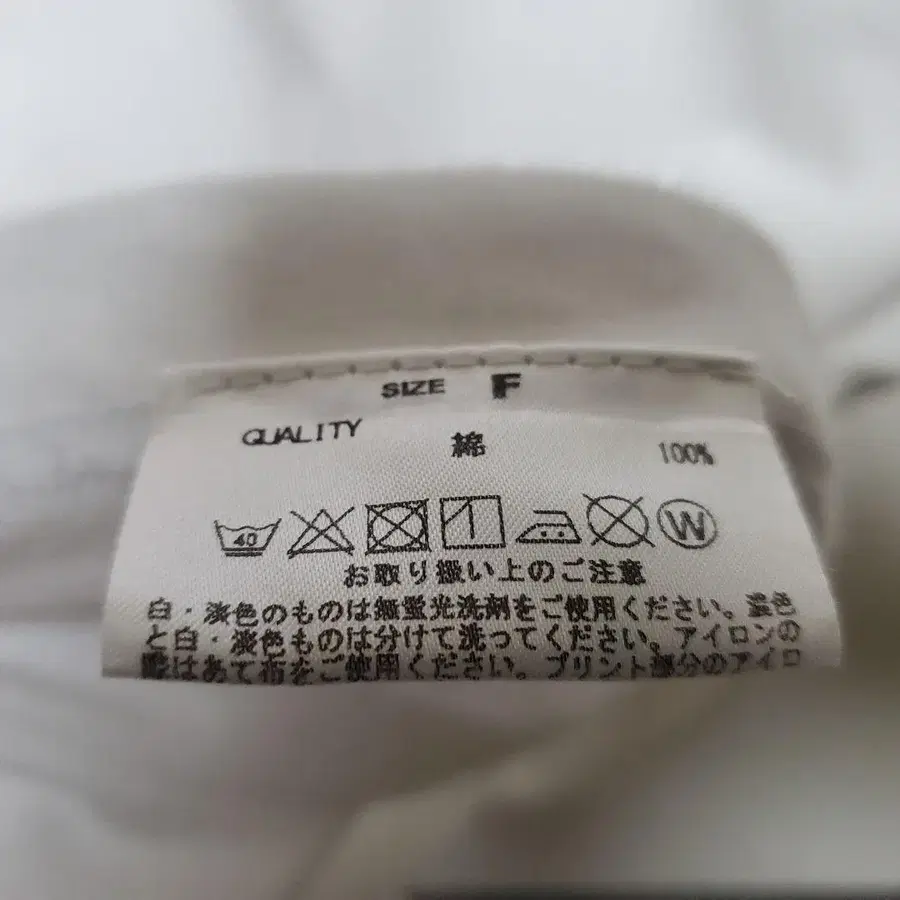 SIZE F
QUALITY 綿 100%
40 W
お取り扱い上のご注意
白・淡色のものは無蛍光洗剤をご使用ください。濃色
と白・淡色ものは分けて洗ってください。アイロンの
際はあて布をご使用ください。プリント部分のアイロ